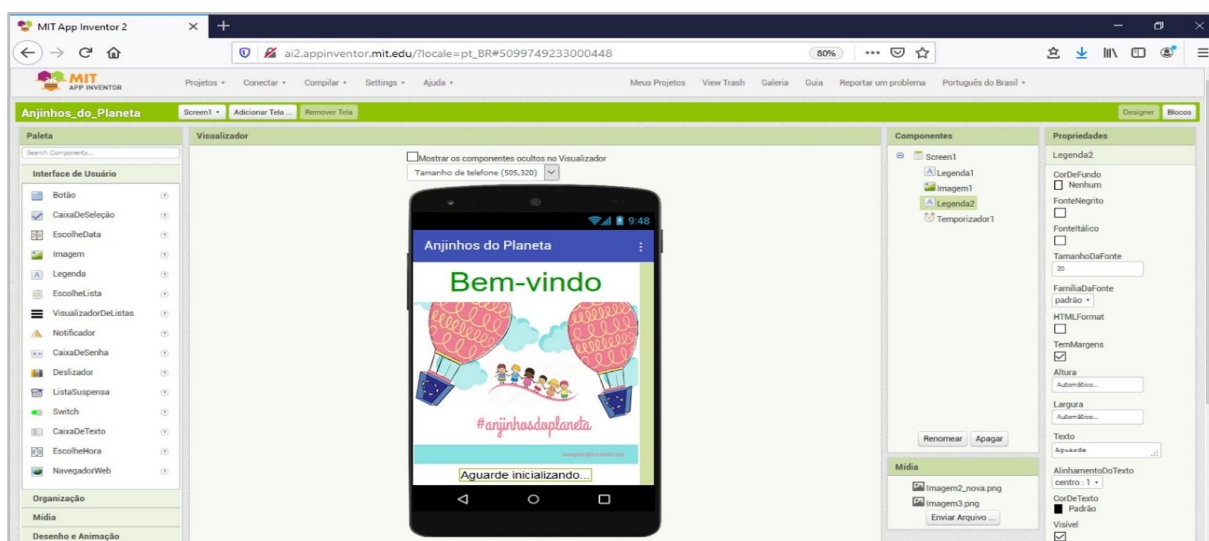 MIT App Inventor 2
ai2.appinventor.mit.edu/?locale=pt_BR#5099749233000448
80%
MIT
APP INVENTOR
Projetos
Conectar
Compilar
Settings
Ajuda
Meus Projetos
View Trash
Galeria
Guia
Reportar um problema
Português do Brasil
Anjinhos_do_Planeta
Screen1
Adicionar Tela ...
Remover Tela
Designer
Blocos
Paleta
Search Components...
Interface de Usuário
Botão
CaixaDeSeleção
EscolheData
Imagem
Legenda
EscolheLista
VisualizadorDeListas
Notificador
CaixaDeSenha
Deslizador
ListaSuspensa
Switch
CaixaDeTexto
EscolheHora
NavegadorWeb
Organização
Mídia
Desenho e Animação
Visualizador
Mostrar os componentes ocultos no Visualizador
Tamanho de telefone (505,320)
9:48
Anjinhos do Planeta
Bem-vindo
#anjinhosdoplaneta
Aguarde inicializando...
Componentes
Screen1
Legenda1
Imagem1
Legenda2
Temporizador1
Renomear
Apagar
Mídia
Imagem2_nova.png
Imagem3.png
Enviar Arquivo ...
Propriedades
Legenda2
CorDeFundo
Nenhum
FonteNegrito
FonteItálico
TamanhoDaFonte
20
FamíliaDaFonte
padrão
HTMLFormat
TemMargens
Altura
Automático...
Largura
Automático...
Texto
Aguarde
AlinhamentoDoTexto
centro : 1
CorDeTexto
Padrão
Visível